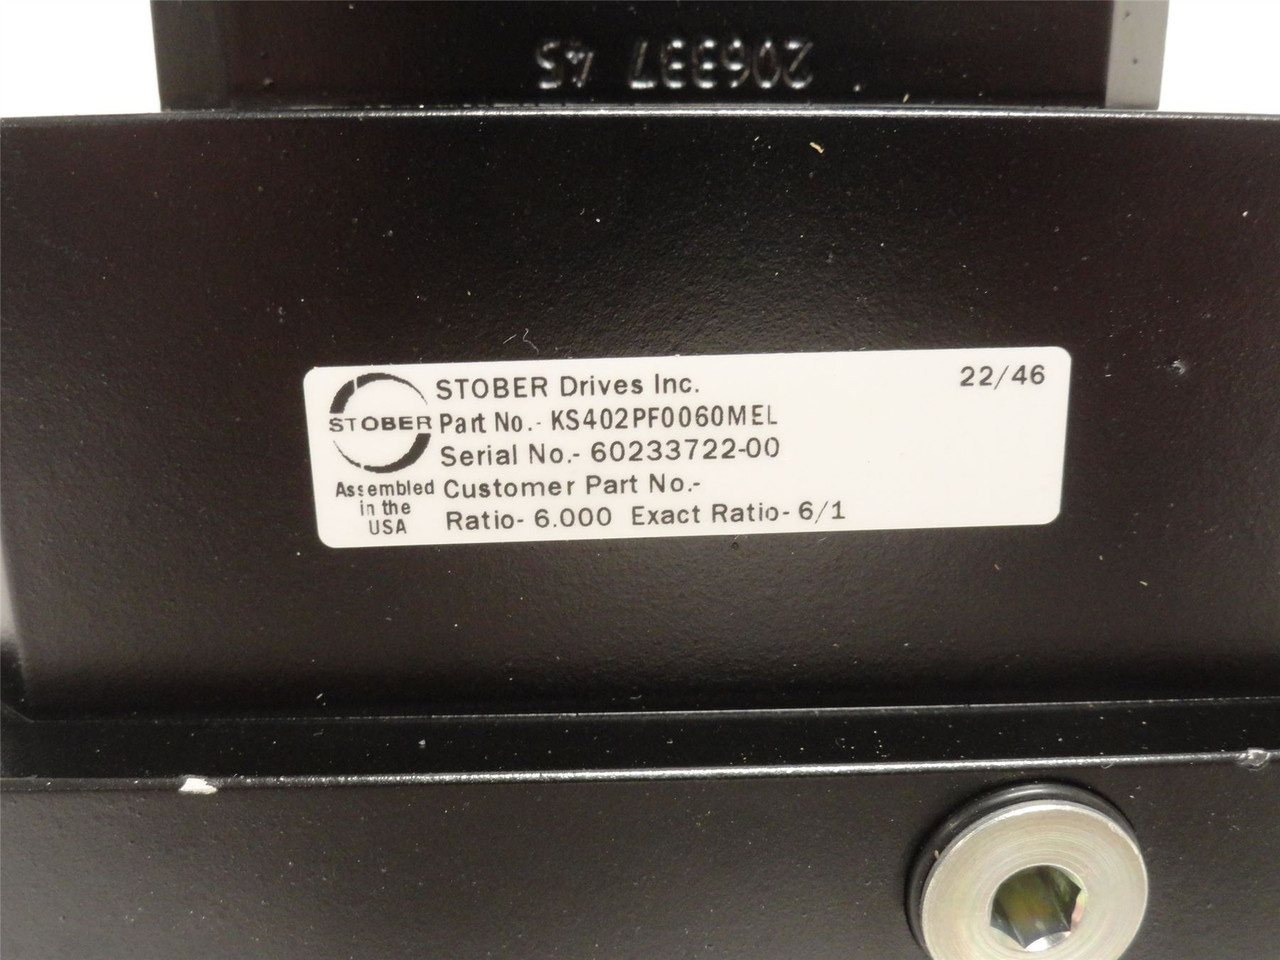 206337 45
STOBER Drives Inc. 22/46
STOBER
Part No.- KS402PF0060MEL
Serial No.- 60233722-00
Assembled
in the
USA
Customer Part No.-
Ratio- 6.000 Exact Ratio- 6/1